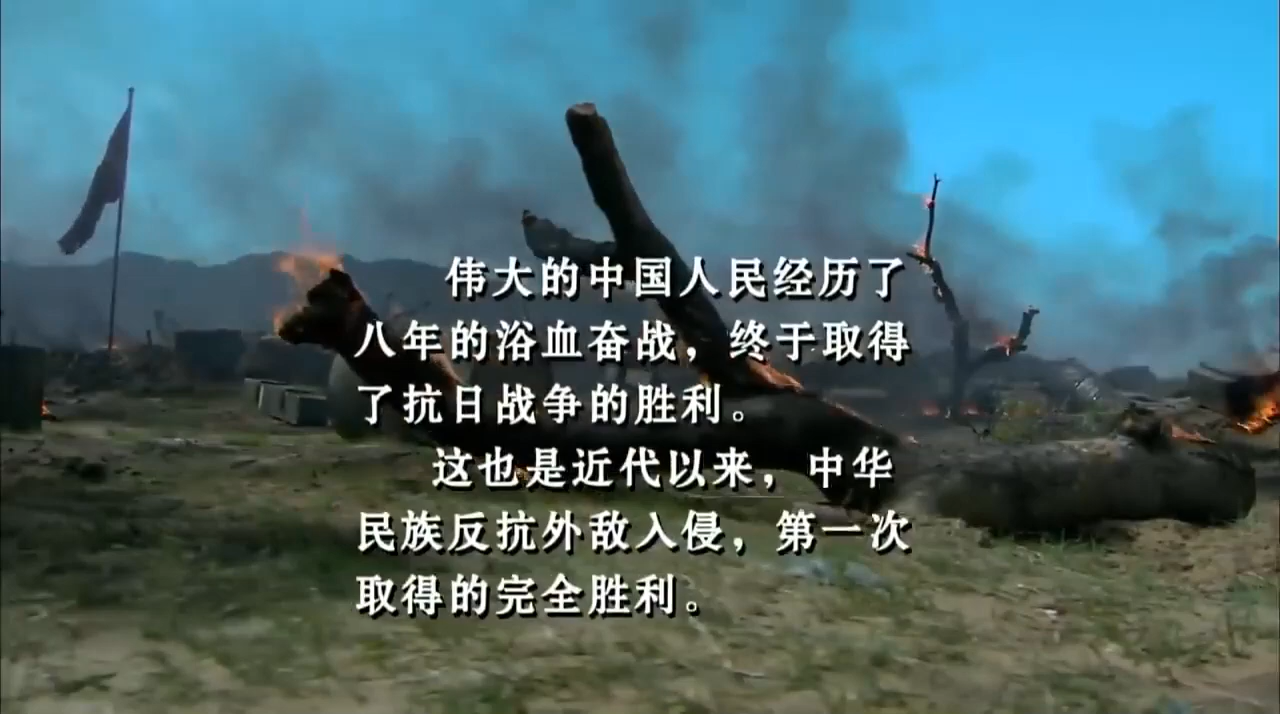 伟大的中国人民经历了
八年的浴血奋战，终于取得
了抗日战争的胜利。
这也是近代以来，中华
民族反抗外敌入侵，第一次
取得的完全胜利。